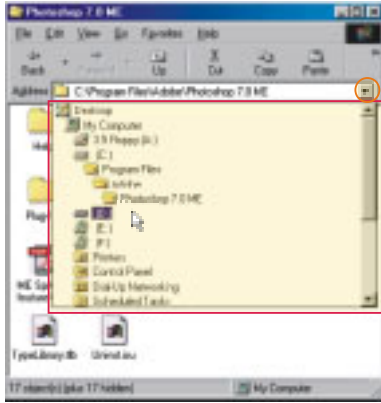 Photoshop 7.0 ME
File Edit View Go Favorites Help
Back Up Cut Copy Paste
Address C:\Program Files\Adobe\Photoshop 7.0 ME
Desktop
My Computer
3.5 Floppy (A:)
(C:)
Program Files
Adobe
Photoshop 7.0 ME
(E:)
(F:)
Printers
Control Panel
Dial-Up Networking
Scheduled Tasks
TypeLibrary.tlb Uninst.isu
17 object(s) (plus 17 hidden) My Computer